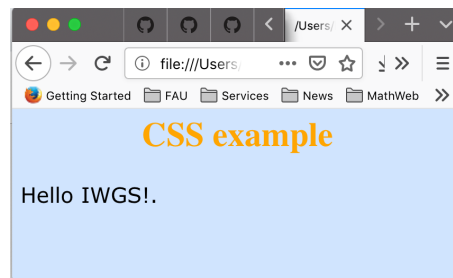 /Users/
file:///Users/
Getting Started FAU Services News MathWeb
CSS example
Hello IWGS!.